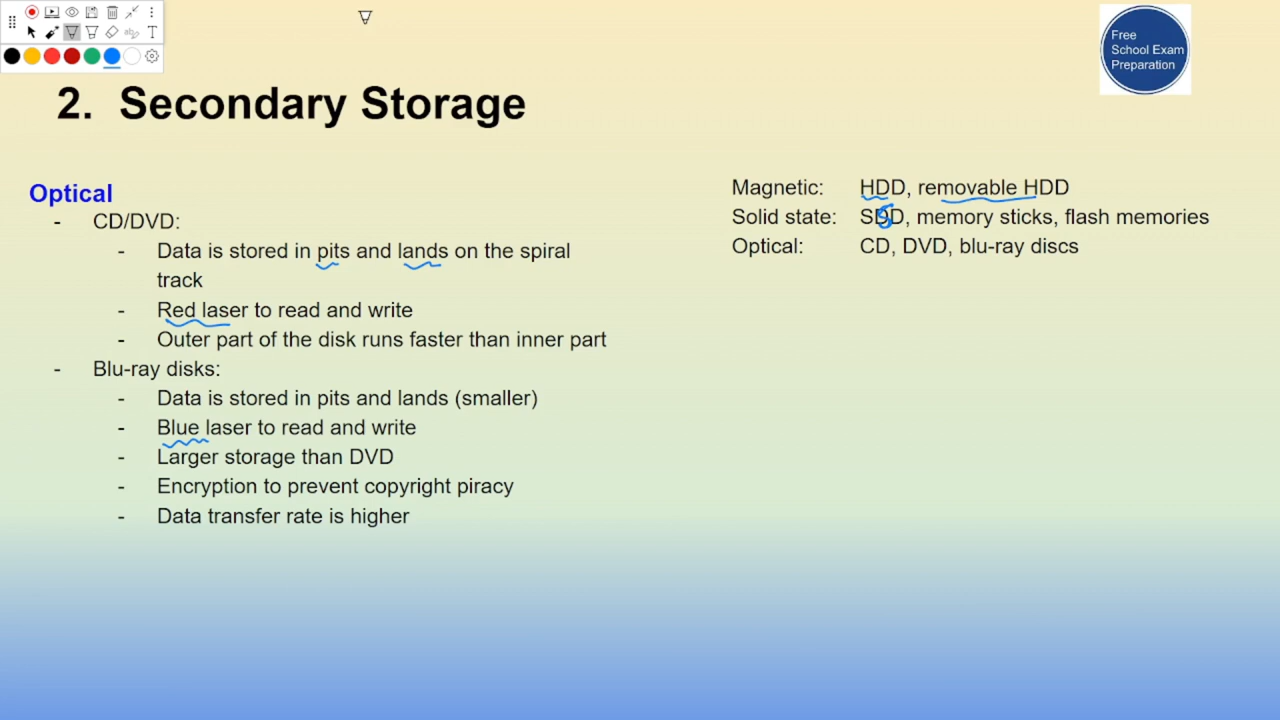 Free
School Exam
Preparation
2. Secondary Storage
Optical
- CD/DVD:
- Data is stored in pits and lands on the spiral
track
- Red laser to read and write
- Outer part of the disk runs faster than inner part
- Blu-ray disks:
- Data is stored in pits and lands (smaller)
- Blue laser to read and write
- Larger storage than DVD
- Encryption to prevent copyright piracy
- Data transfer rate is higher
Magnetic: HDD, removable HDD
Solid state: SDD, memory sticks, flash memories
S
Optical: CD, DVD, blu-ray discs